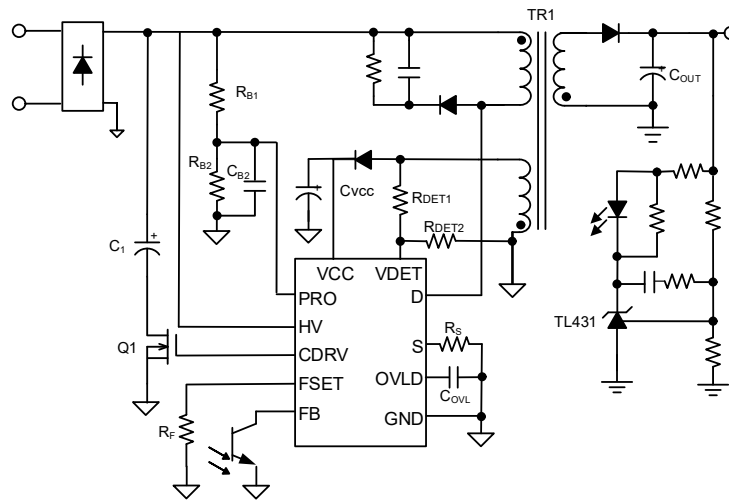 TR1
RB1
COUT
RB2
CB2
CVCC
RDET1
RDET2
C1
VCC
VDET
PRO
D
HV
RS
TL431
Q1
CDRV
S
FSET
OVLD
COVL
RF
FB
GND
+
+
+